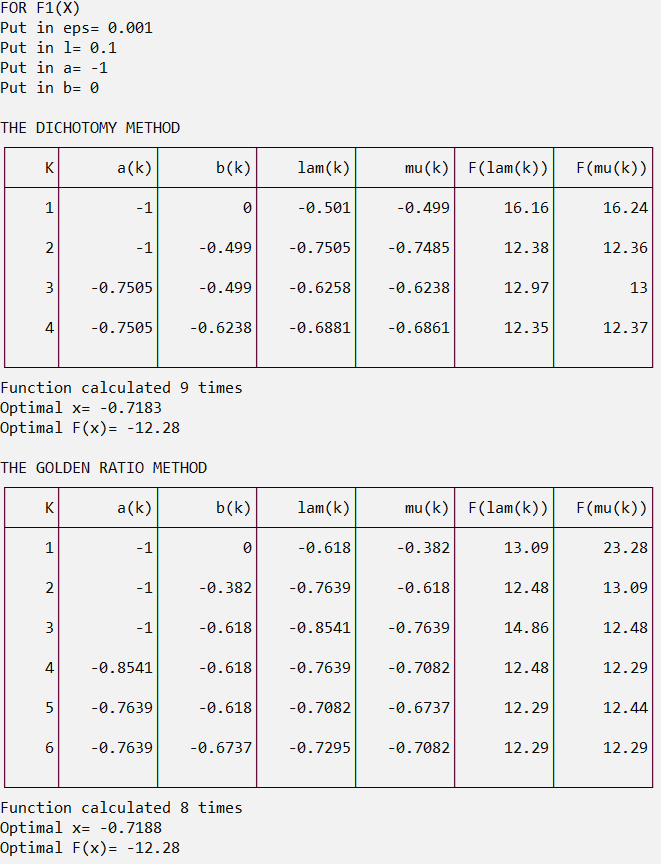 FOR F1(X)
Put in eps= 0.001
Put in l= 0.1
Put in a= -1
Put in b= 0
THE DICHOTOMY METHOD
K a(k) b(k) lam(k) mu(k) F(lam(k)) F(mu(k))
1 -1 0 -0.501 -0.499 16.16 16.24
2 -1 -0.499 -0.7505 -0.7485 12.38 12.36
3 -0.7505 -0.499 -0.6258 -0.6238 12.97 13
4 -0.7505 -0.6238 -0.6881 -0.6861 12.35 12.37
Function calculated 9 times
Optimal x= -0.7183
Optimal F(x)= -12.28
THE GOLDEN RATIO METHOD
K a(k) b(k) lam(k) mu(k) F(lam(k)) F(mu(k))
1 -1 0 -0.618 -0.382 13.09 23.28
2 -1 -0.382 -0.7639 -0.618 12.48 13.09
3 -1 -0.618 -0.8541 -0.7639 14.86 12.48
4 -0.8541 -0.618 -0.7639 -0.7082 12.48 12.29
5 -0.7639 -0.618 -0.7082 -0.6737 12.29 12.44
6 -0.7639 -0.6737 -0.7295 -0.7082 12.29 12.29
Function calculated 8 times
Optimal x= -0.7188
Optimal F(x)= -12.28